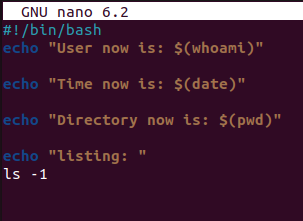 GNU nano 6.2
#!/bin/bash
echo "User now is: $(whoami)"
echo "Time now is: $(date)"
echo "Directory now is: $(pwd)"
echo "listing: "
ls -1